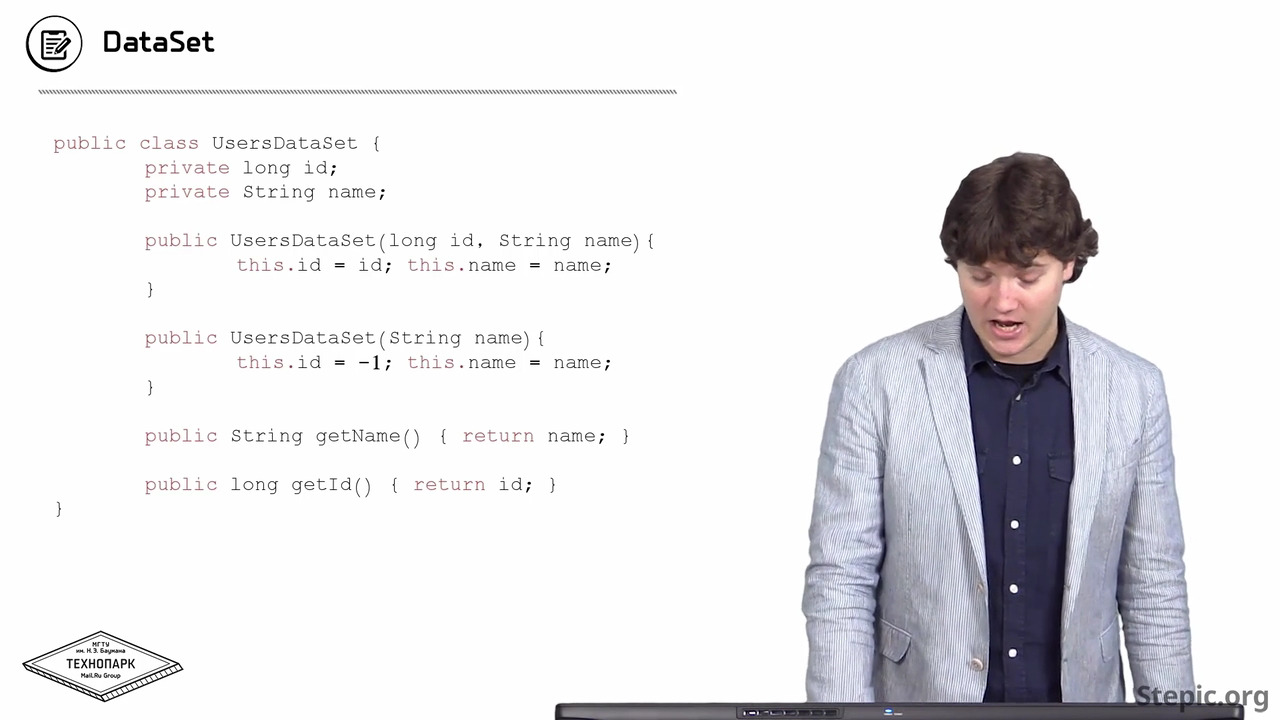 DataSet
public class UsersDataSet {
private long id;
private String name;
public UsersDataSet(long id, String name){
this.id = id; this.name = name;
}
public UsersDataSet(String name){
this.id = -1; this.name = name;
}
public String getName() { return name; }
public long getId() { return id; }
}
МГТУ
им. Н.Э. Баумана
ТЕХНОПАРК
Mail.Ru Group
Stepic.org